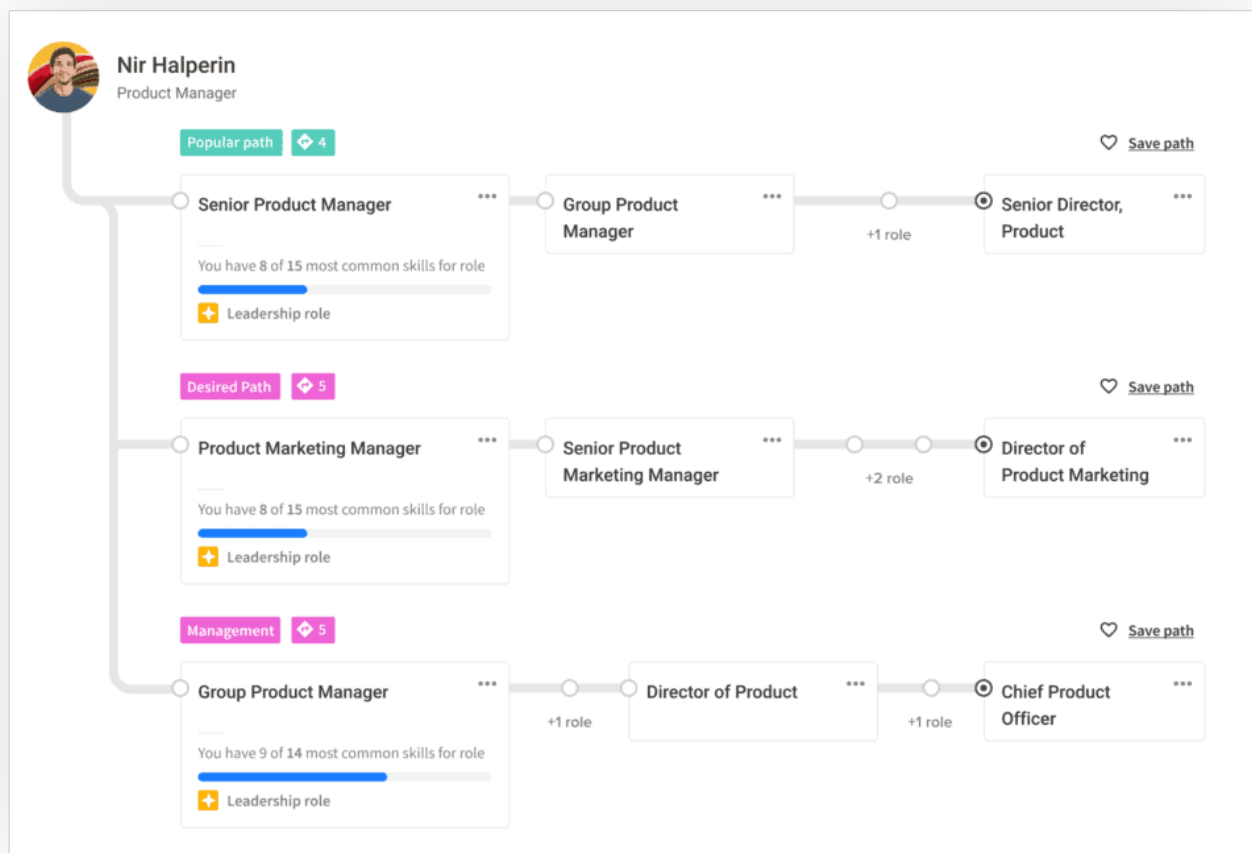 Nir Halperin
Product Manager
Popular path
4
Save path
Senior Product Manager
You have 8 of 15 most common skills for role
Leadership role
Group Product
Manager
+1 role
Senior Director,
Product
Desired Path
5
Save path
Product Marketing Manager
You have 8 of 15 most common skills for role
Leadership role
Senior Product
Marketing Manager
+2 role
Director of
Product Marketing
Management
5
Save path
Group Product Manager
You have 9 of 14 most common skills for role
Leadership role
+1 role
Director of Product
+1 role
Chief Product
Officer